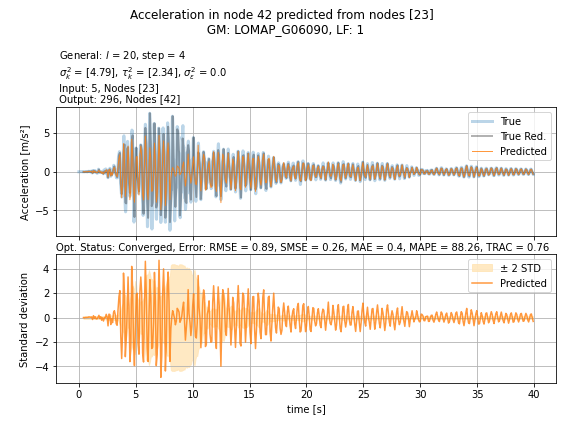 Acceleration in node 42 predicted from nodes [23]
GM: LOMAP_G06090, LF: 1
General: l = 20, step = 4
σ²ₖ = [4.79], τ²ₖ = [2.34], σ²ε = 0.0
Input: 5, Nodes [23]
Output: 296, Nodes [42]
Acceleration [m/s²]
5
0
−5
True
True Red.
Predicted
Opt. Status: Converged, Error: RMSE = 0.89, SMSE = 0.26, MAE = 0.4, MAPE = 88.26, TRAC = 0.76
Standard deviation
4
2
0
−2
−4
± 2 STD
Predicted
0 5 10 15 20 25 30 35 40
time [s]